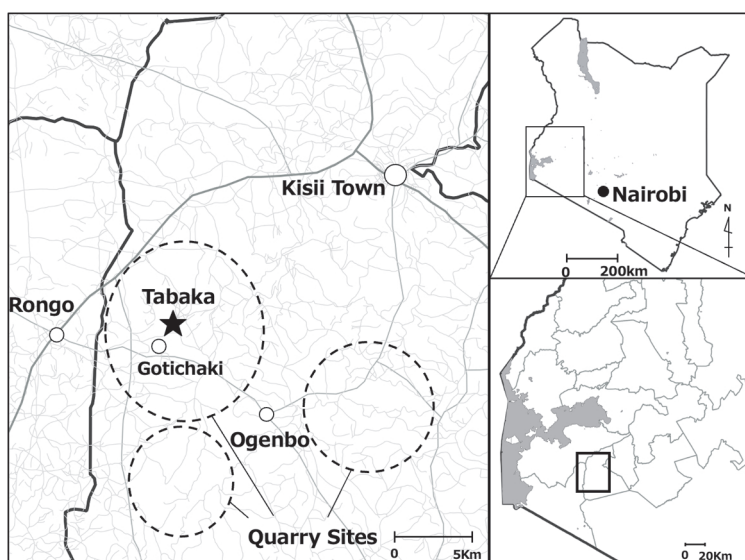 Kisii Town
Rongo
Tabaka
Gotichaki
Ogenbo
Quarry Sites
0 5Km
Nairobi
N
0 200km
0 20Km